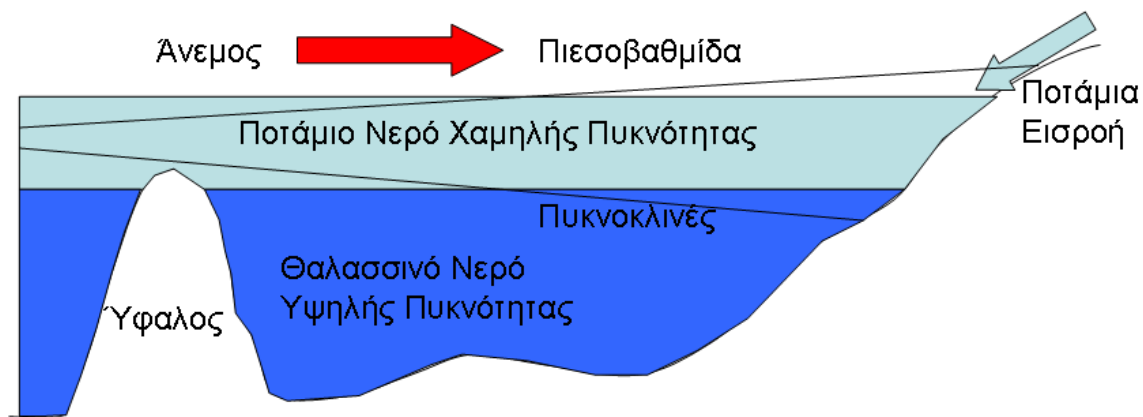 Άνεμος
Πιεσοβαθμίδα
Ποτάμια
Εισροή
Ποτάμιο Νερό Χαμηλής Πυκνότητας
Πυκνοκλινές
Θαλασσινό Νερό
Υψηλής Πυκνότητας
Ύφαλος